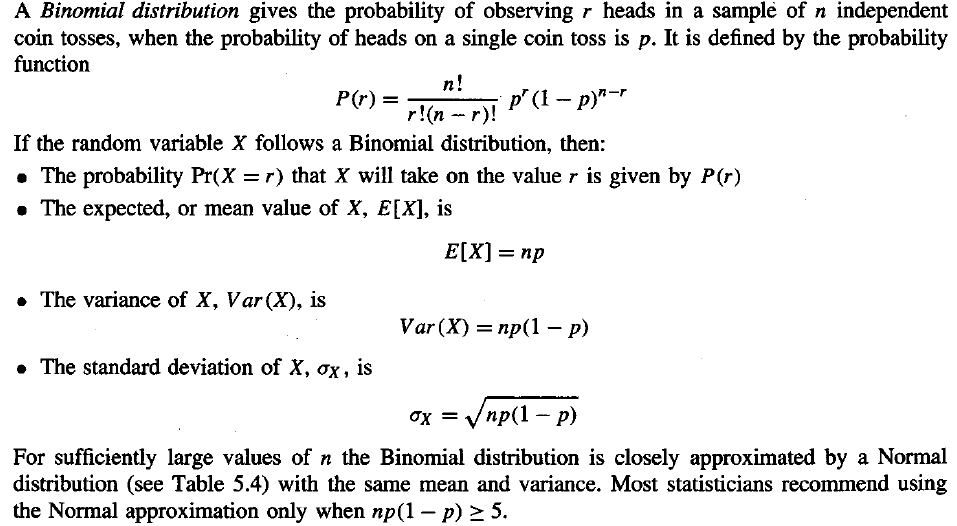 A Binomial distribution gives the probability of observing r heads in a sample of n independent
coin tosses, when the probability of heads on a single coin toss is p. It is defined by the probability
function
P(r) = n! / r!(n − r)! p^r (1 − p)^{n−r}
If the random variable X follows a Binomial distribution, then:
• The probability Pr(X = r) that X will take on the value r is given by P(r)
• The expected, or mean value of X, E[X], is
E[X] = np
• The variance of X, Var(X), is
Var(X) = np(1 − p)
• The standard deviation of X, σ_X, is
σ_X = √np(1 − p)
For sufficiently large values of n the Binomial distribution is closely approximated by a Normal
distribution (see Table 5.4) with the same mean and variance. Most statisticians recommend using
the Normal approximation only when np(1 − p) ≥ 5.